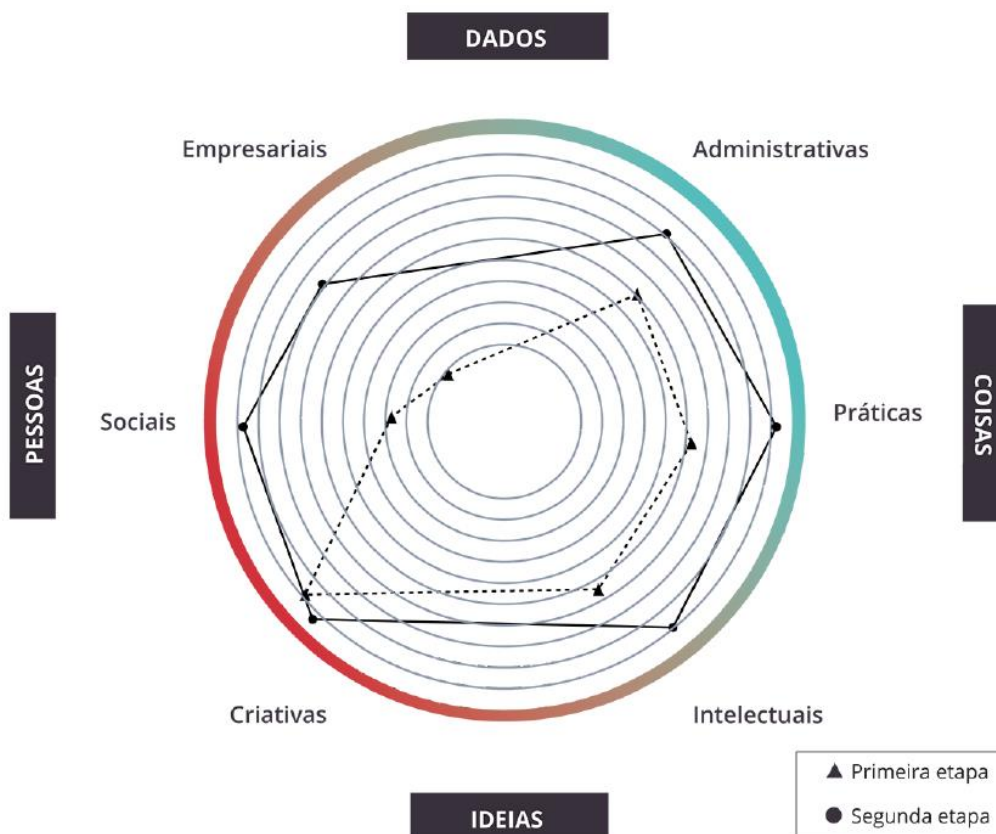 DADOS
Empresariais
Administrativas
PESSOAS
COISAS
Sociais
Práticas
Criativas
Intelectuais
Primeira etapa
Segunda etapa
IDEIAS